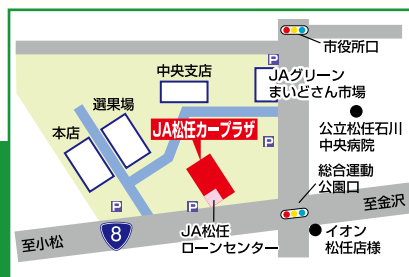 市役所口
P
中央支店
JAグリーン
まいどさん市場
選果場
JA松任カープラザ
公立松任石川
中央病院
本店
P
総合運動
公園口
至金沢
P
P
JA松任
ローンセンター
イオン
松任店様
至小松
8